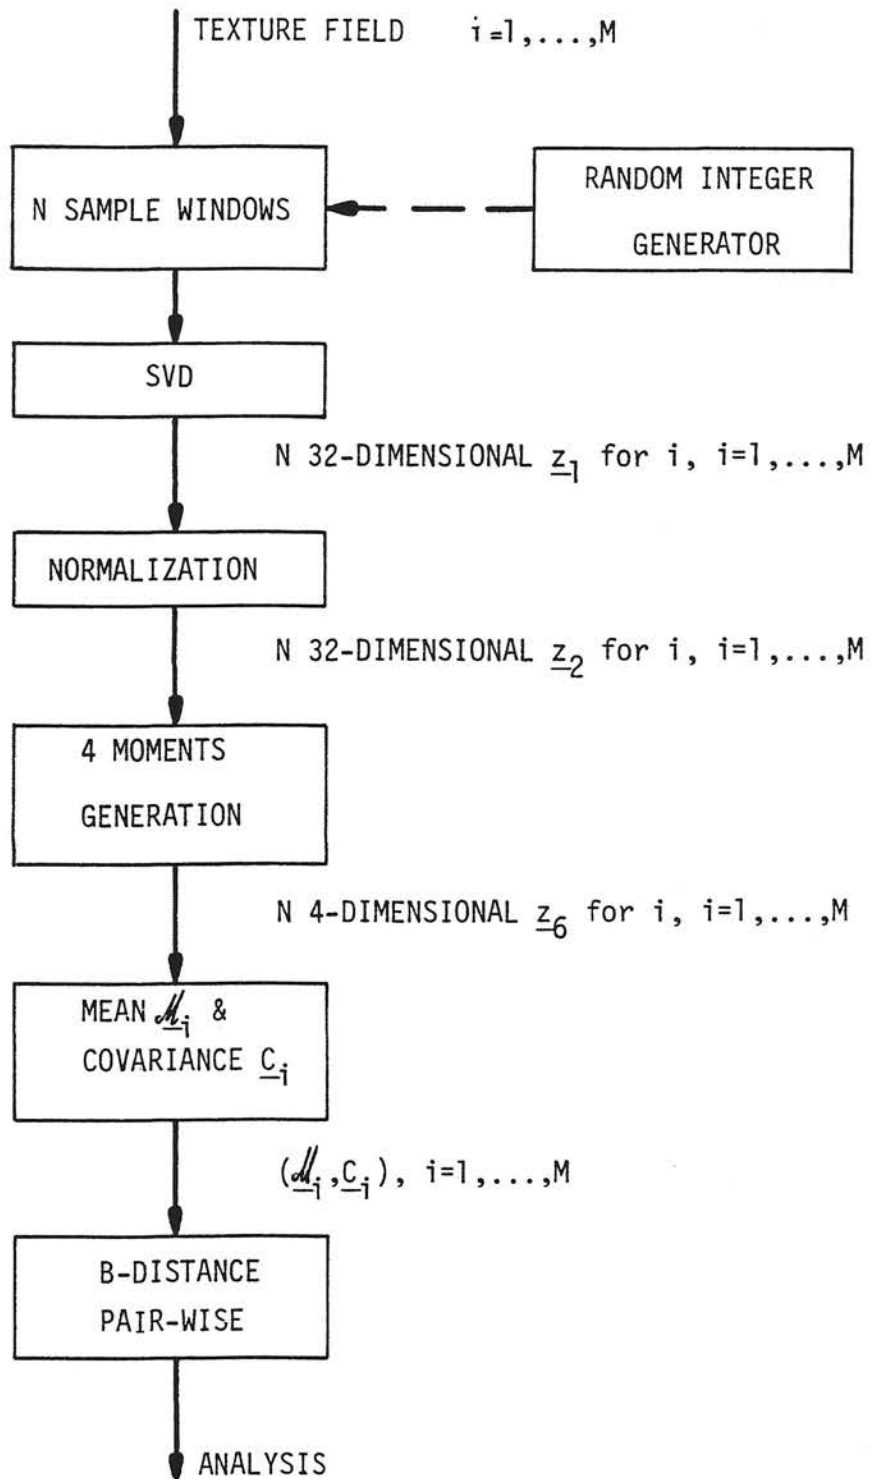 TEXTURE FIELD i=1,...,M
N SAMPLE WINDOWS
RANDOM INTEGER
GENERATOR
SVD
N 32-DIMENSIONAL z1 for i, i=1,...,M
NORMALIZATION
N 32-DIMENSIONAL z2 for i, i=1,...,M
4 MOMENTS
GENERATION
N 4-DIMENSIONAL z6 for i, i=1,...,M
MEAN ℳi &
COVARIANCE Ci
(ℳi,Ci), i=1,...,M
B-DISTANCE
PAIR-WISE
ANALYSIS